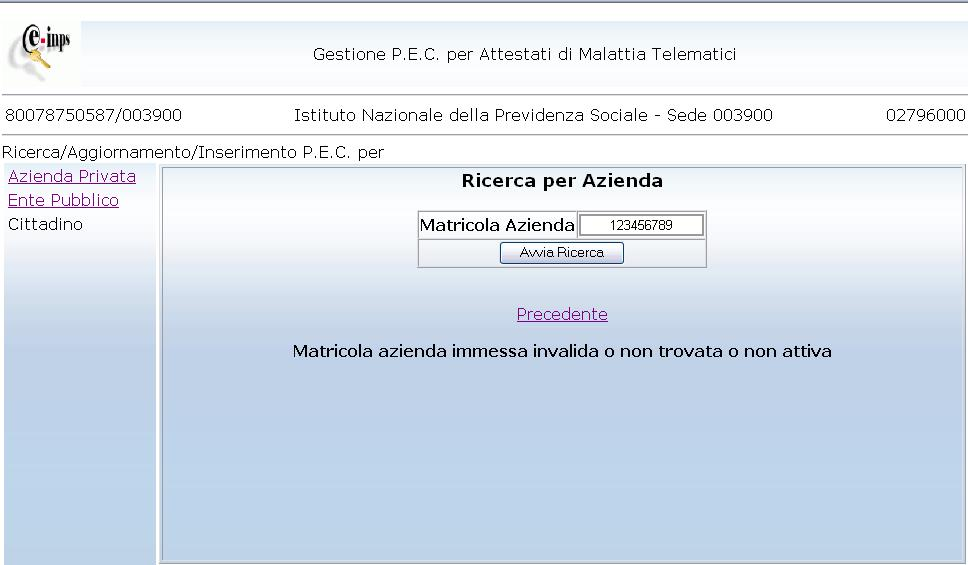 e-inps
Gestione P.E.C. per Attestati di Malattia Telematici
80078750587/003900 Istituto Nazionale della Previdenza Sociale - Sede 003900 02796000
Ricerca/Aggiornamento/Inserimento P.E.C. per
Azienda Privata
Ente Pubblico
Cittadino
Ricerca per Azienda
Matricola Azienda 123456789
Avvia Ricerca
Precedente
Matricola azienda immessa invalida o non trovata o non attiva